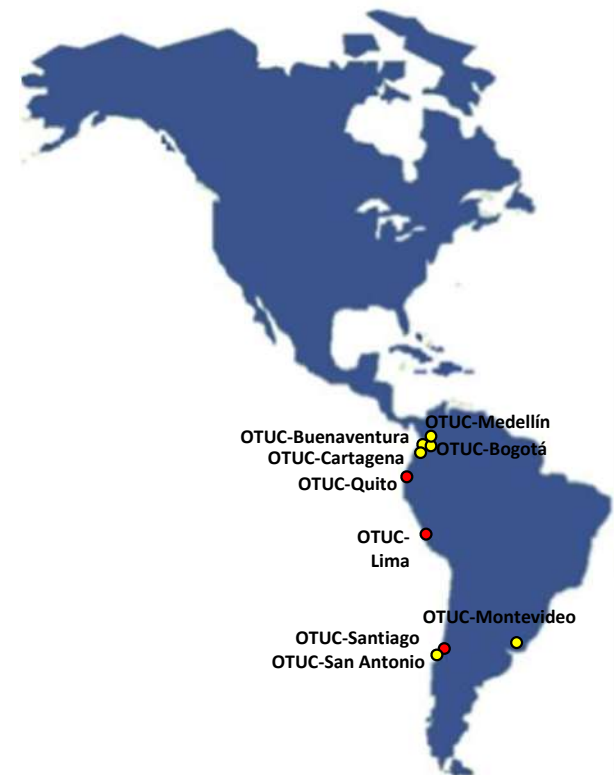 OTUC-Medellín
OTUC-Buenaventura
OTUC-Bogotá
OTUC-Cartagena
OTUC-Quito
OTUC-
Lima
OTUC-Montevideo
OTUC-Santiago
OTUC-San Antonio